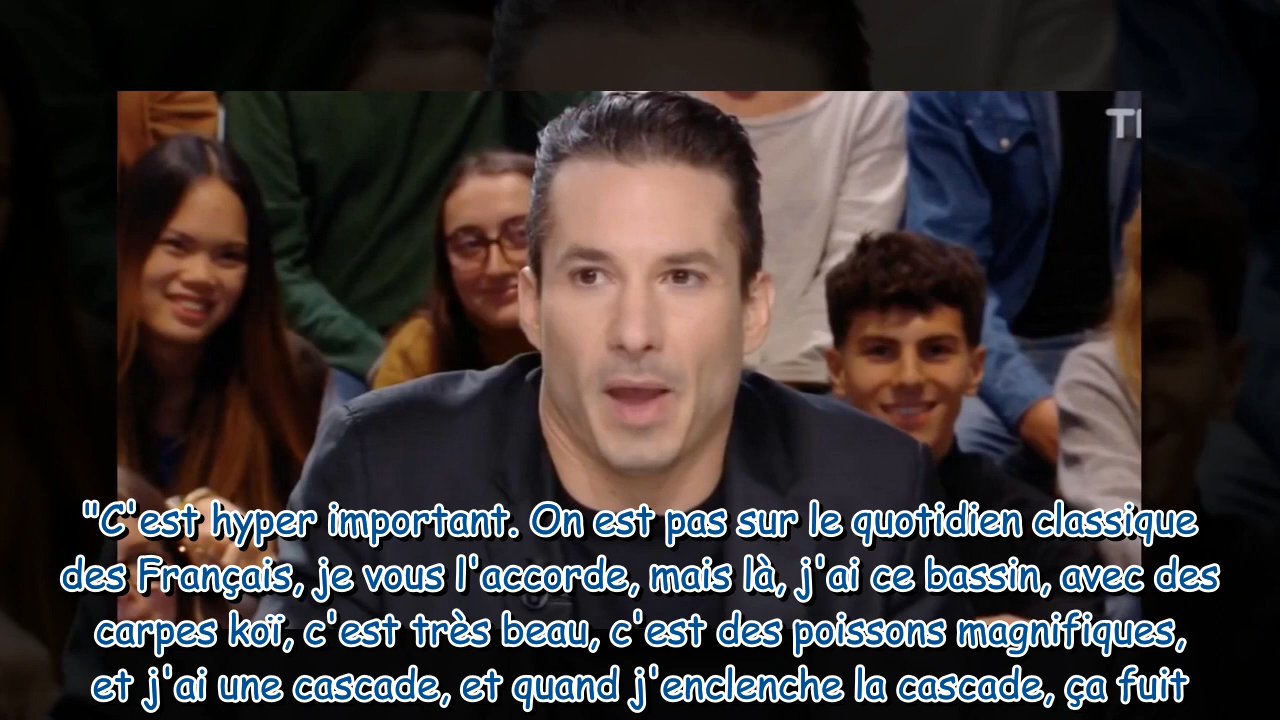 "C'est hyper important. On est pas sur le quotidien classique
des Français, je vous l'accorde, mais là, j'ai ce bassin, avec des
carpes koï, c'est très beau, c'est des poissons magnifiques,
et j'ai une cascade, et quand j'enclenche la cascade, ça fuit